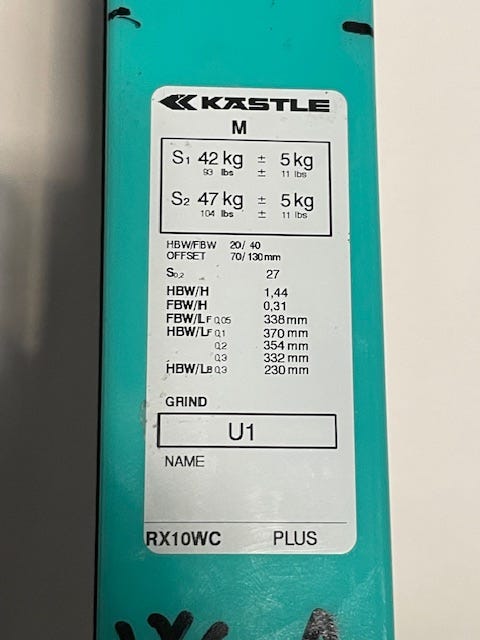 KÄSTLE
M
S1 42 kg ± 5 kg
93 lbs ± 11 lbs
S2 47 kg ± 5 kg
104 lbs ± 11 lbs
HBW/FBW 20/ 40
OFFSET 70/130mm
S0,2 27
HBW/H 1,44
FBW/H 0,31
FBW/LF 0,05 338 mm
HBW/LF 0,1 370 mm
0,2 354 mm
0,3 332 mm
HBW/LB 0,3 230 mm
GRIND
U1
NAME
RX10WC PLUS